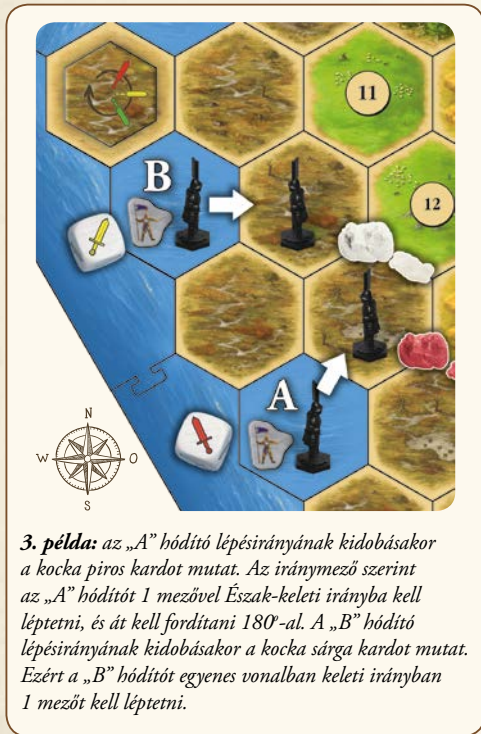 11
B
12
A
N
W O
S
3. példa: az „A” hódító lépésirányának kidobásakor
a kocka piros kardot mutat. Az iránymező szerint
az „A” hódítót 1 mezővel Észak-keleti irányba kell
léptetni, és át kell fordítani 180º-al. A „B” hódító
lépésirányának kidobásakor a kocka sárga kardot mutat.
Ezért a „B” hódítót egyenes vonalban keleti irányban
1 mezőt kell léptetni.